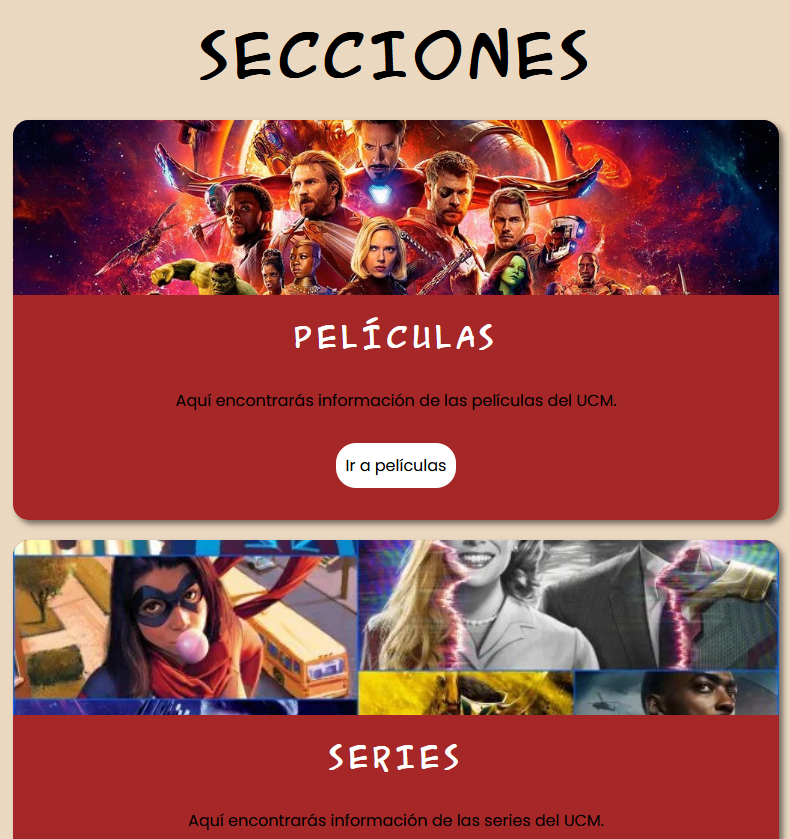 SECCIONES
PELÍCULAS
Aquí encontrarás información de las películas del UCM.
Ir a películas
SERIES
Aquí encontrarás información de las series del UCM.